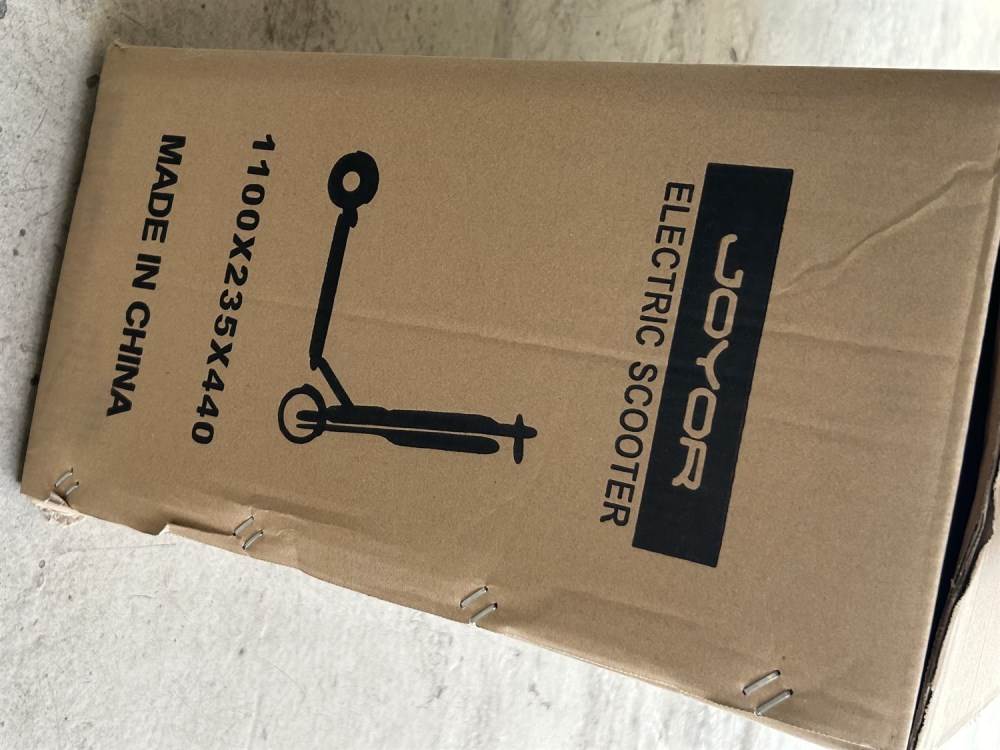 JOYOR
ELECTRIC SCOOTER
1100X235X440
MADE IN CHINA